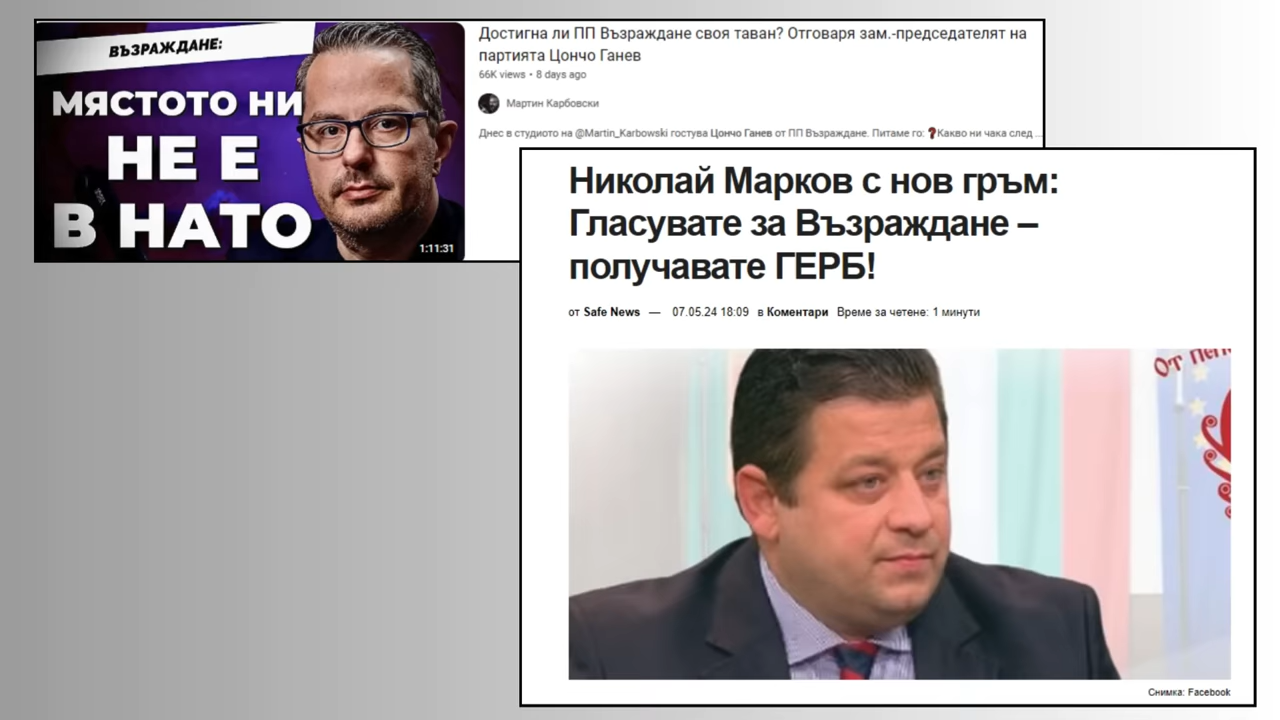 ВЪЗРАЖДАНЕ:
МЯСТОТО НИ
НЕ Е
В НАТО
1:11:31
Достигна ли ПП Възраждане своя таван? Отговаря зам.-председателят на
партията Цончо Ганев
66K views • 8 days ago
Мартин Карбовски
Днес в студиото на @Martin_Karbowski гостува Цончо Ганев от ПП Възраждане. Питаме го: ❓Какво ни чака след ...
Николай Марков с нов гръм:
Гласувате за Възраждане –
получавате ГЕРБ!
от Safe News — 07.05.24 18:09 в Коментари Време за четене: 1 минути
От
Снимка: Facebook